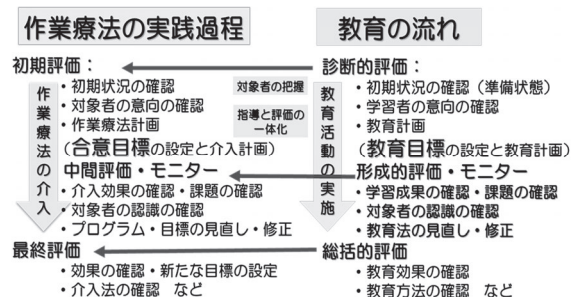 作業療法の実践過程
教育の流れ
初期評価：
・初期状況の確認
・対象者の意向の確認
・作業療法計画
（合意目標の設定と介入計画）
中間評価・モニター
・介入効果の確認・課題の確認
・対象者の認識の確認
・プログラム・目標の見直し・修正
最終評価
・効果の確認・新たな目標の設定
・介入法の確認　など
作業療法の介入
対象者の把握
指導と評価の
一体化
教育活動の実施
診断的評価：
・初期状況の確認（準備状態）
・学習者の意向の確認
・教育計画
（教育目標の設定と教育計画）
形成的評価・モニター
・学習成果の確認・課題の確認
・対象者の認識の確認
・教育法の見直し・修正
総括的評価
・教育効果の確認
・教育方法の確認　など